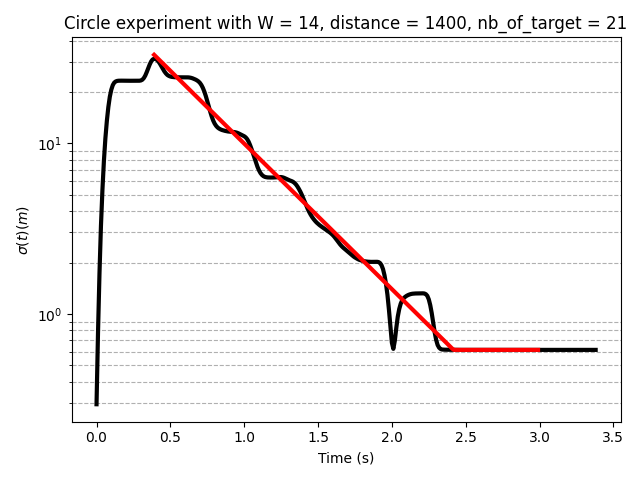 Circle experiment with W = 14, distance = 1400, nb_of_target = 21
σ(t)(m)
10¹
10⁰
0.0 0.5 1.0 1.5 2.0 2.5 3.0 3.5
Time (s)